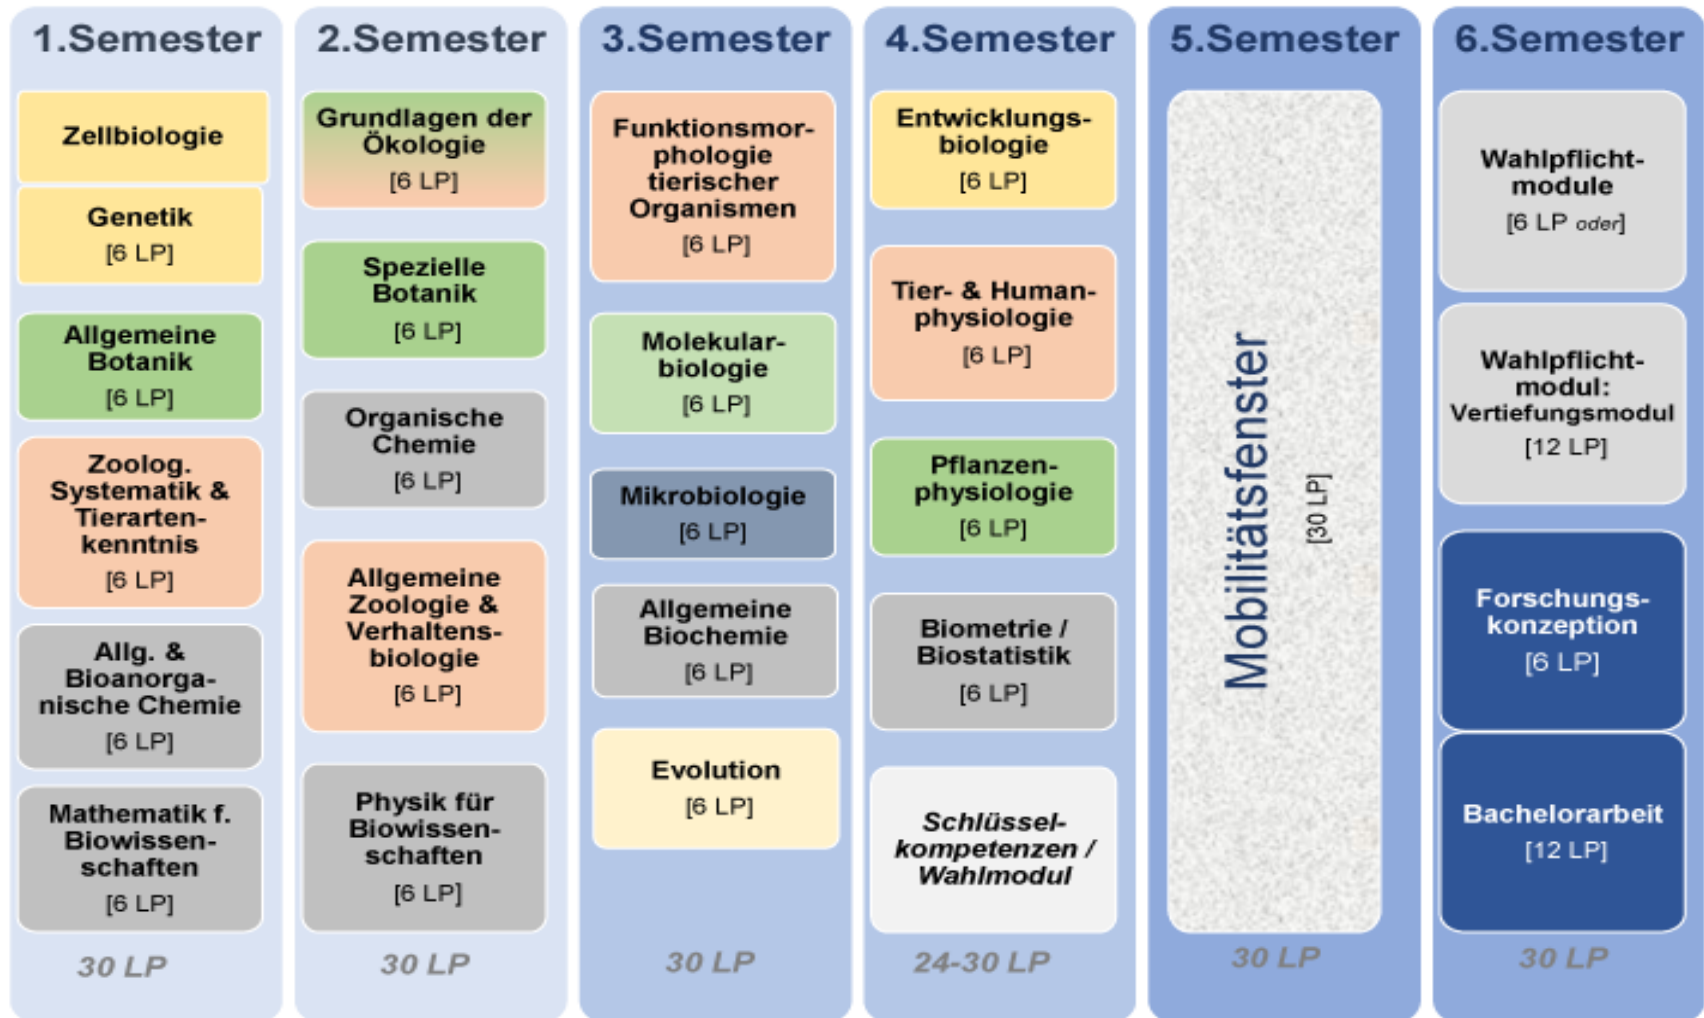 1.Semester
Zellbiologie
Genetik
[6 LP]
Allgemeine
Botanik
[6 LP]
Zoolog.
Systematik &
Tierarten-
kenntnis
[6 LP]
Allg. &
Bioanorga-
nische Chemie
[6 LP]
Mathematik f.
Biowissen-
schaften
[6 LP]
30 LP
2.Semester
Grundlagen der
Ökologie
[6 LP]
Spezielle
Botanik
[6 LP]
Organische
Chemie
[6 LP]
Allgemeine
Zoologie &
Verhaltens-
biologie
[6 LP]
Physik für
Biowissen-
schaften
[6 LP]
30 LP
3.Semester
Funktionsmor-
phologie
tierischer
Organismen
[6 LP]
Molekular-
biologie
[6 LP]
Mikrobiologie
[6 LP]
Allgemeine
Biochemie
[6 LP]
Evolution
[6 LP]
30 LP
4.Semester
Entwicklungs-
biologie
[6 LP]
Tier- & Human-
physiologie
[6 LP]
Pflanzen-
physiologie
[6 LP]
Biometrie /
Biostatistik
[6 LP]
Schlüssel-
kompetenzen /
Wahlmodul
24-30 LP
5.Semester
Mobilitätsfenster
[30 LP]
30 LP
6.Semester
Wahlpflicht-
module
[6 LP oder]
Wahlpflicht-
modul:
Vertiefungsmodul
[12 LP]
Forschungs-
konzeption
[6 LP]
Bachelorarbeit
[12 LP]
30 LP